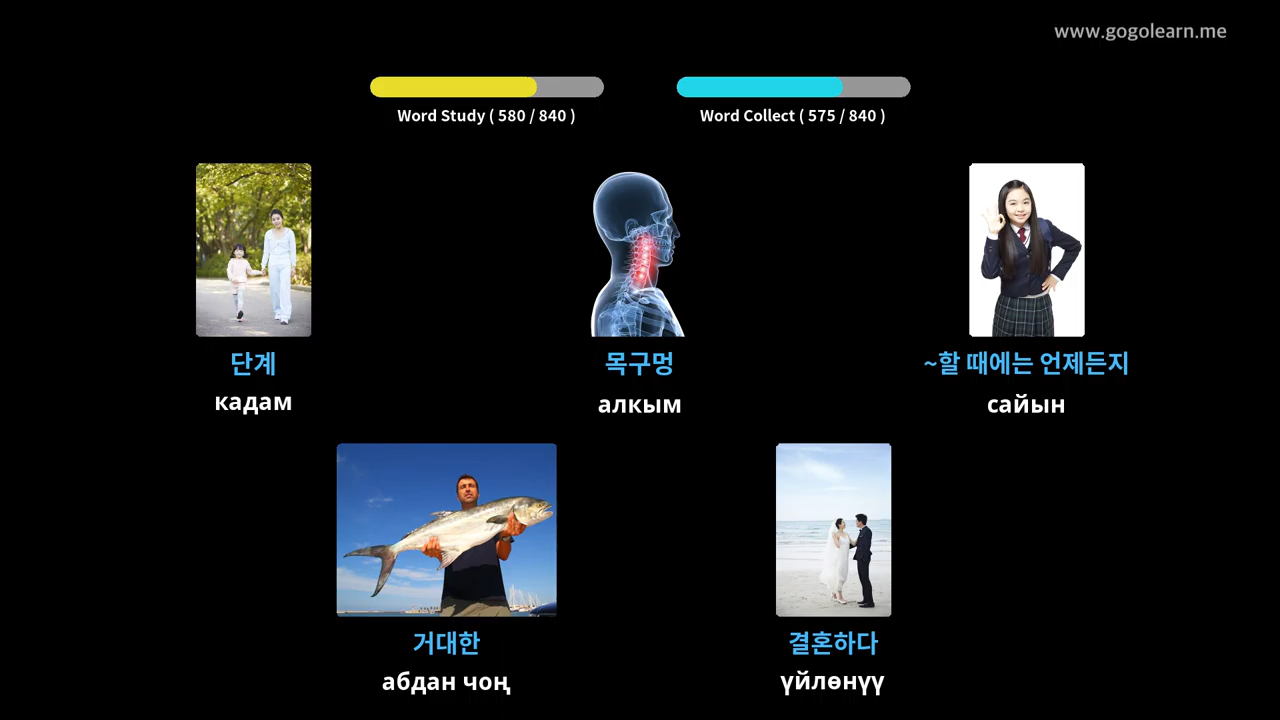 www.gogolearn.me
Word Study ( 580 / 840 )
Word Collect ( 575 / 840 )
단계
кадам
목구멍
алкым
~할 때에는 언제든지
сайын
거대한
абдан чоң
결혼하다
үйлөнүү